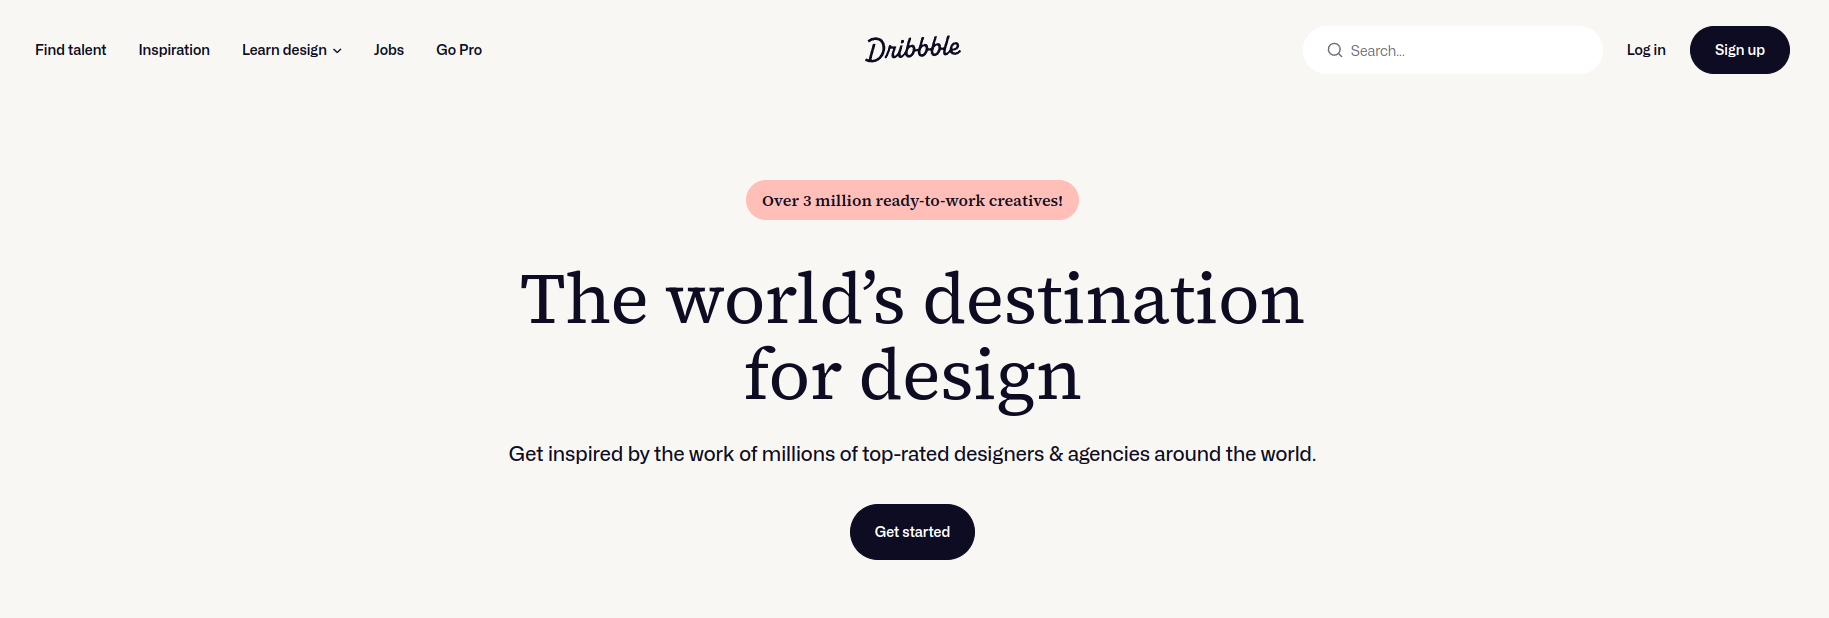 Find talent Inspiration Learn design Jobs Go Pro Dribbble Search... Log in Sign up
Over 3 million ready-to-work creatives!
The world’s destination
for design
Get inspired by the work of millions of top-rated designers & agencies around the world.
Get started